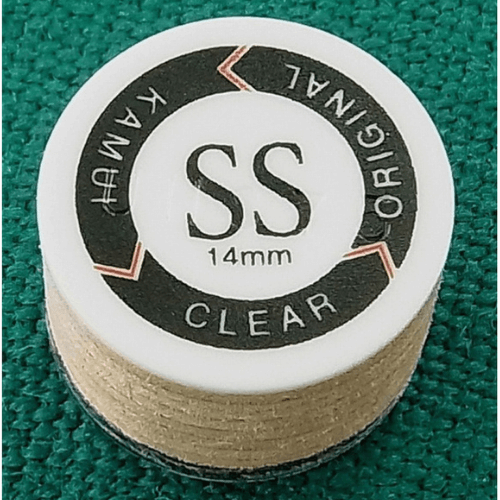 KAMUI
ORIGINAL
SS
14mm
CLEAR